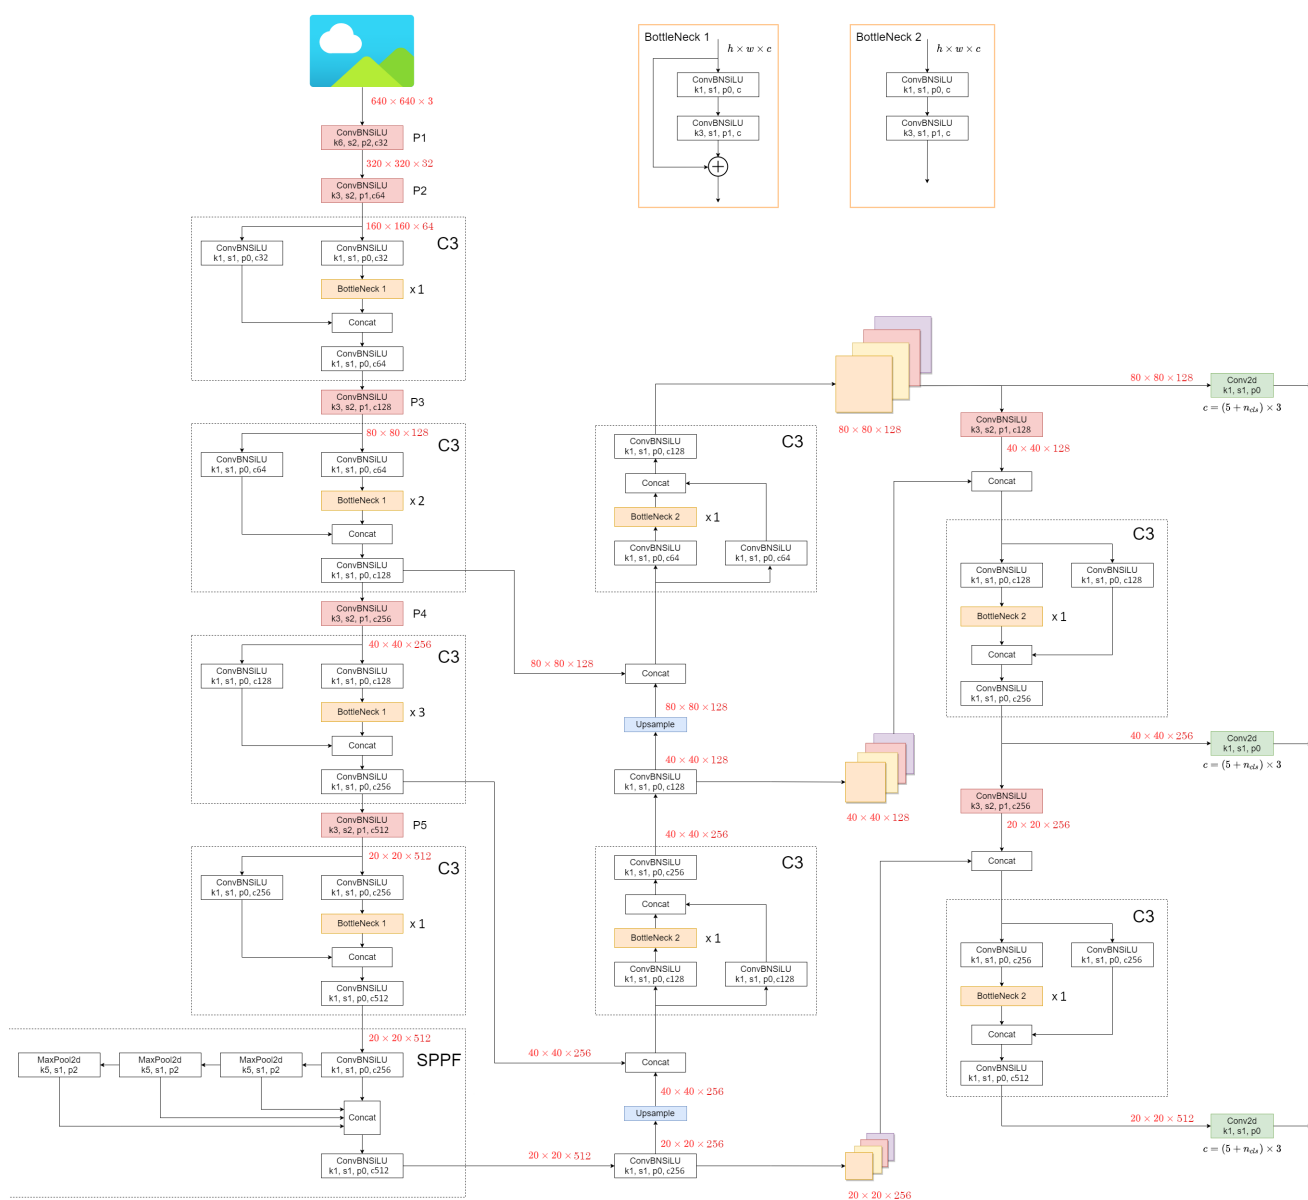 640 × 640 × 3
ConvBNSiLU
k6, s2, p2, c32
P1
320 × 320 × 32
ConvBNSiLU
k3, s2, p1, c64
P2
160 × 160 × 64
C3
ConvBNSiLU
k1, s1, p0, c32
ConvBNSiLU
k1, s1, p0, c32
BottleNeck 1
x 1
Concat
ConvBNSiLU
k1, s1, p0, c64
ConvBNSiLU
k3, s2, p1, c128
P3
80 × 80 × 128
C3
ConvBNSiLU
k1, s1, p0, c64
ConvBNSiLU
k1, s1, p0, c64
BottleNeck 1
x 2
Concat
ConvBNSiLU
k1, s1, p0, c128
ConvBNSiLU
k3, s2, p1, c256
P4
40 × 40 × 256
C3
ConvBNSiLU
k1, s1, p0, c128
ConvBNSiLU
k1, s1, p0, c128
BottleNeck 1
x 3
Concat
ConvBNSiLU
k1, s1, p0, c256
ConvBNSiLU
k3, s2, p1, c512
P5
20 × 20 × 512
C3
ConvBNSiLU
k1, s1, p0, c256
ConvBNSiLU
k1, s1, p0, c256
BottleNeck 1
x 1
Concat
ConvBNSiLU
k1, s1, p0, c512
20 × 20 × 512
SPPF
MaxPool2d
k5, s1, p2
MaxPool2d
k5, s1, p2
MaxPool2d
k5, s1, p2
ConvBNSiLU
k1, s1, p0, c256
Concat
ConvBNSiLU
k1, s1, p0, c512
BottleNeck 1
h × w × c
ConvBNSiLU
k1, s1, p0, c
ConvBNSiLU
k3, s1, p1, c
BottleNeck 2
h × w × c
ConvBNSiLU
k1, s1, p0, c
ConvBNSiLU
k3, s1, p1, c
80 × 80 × 128
C3
ConvBNSiLU
k1, s1, p0, c128
Concat
BottleNeck 2
x 1
ConvBNSiLU
k1, s1, p0, c64
ConvBNSiLU
k1, s1, p0, c64
80 × 80 × 128
Concat
80 × 80 × 128
Upsample
40 × 40 × 128
ConvBNSiLU
k1, s1, p0, c128
40 × 40 × 128
40 × 40 × 256
C3
ConvBNSiLU
k1, s1, p0, c256
Concat
BottleNeck 2
x 1
ConvBNSiLU
k1, s1, p0, c128
ConvBNSiLU
k1, s1, p0, c128
40 × 40 × 256
Concat
40 × 40 × 256
Upsample
20 × 20 × 256
20 × 20 × 512
ConvBNSiLU
k1, s1, p0, c256
20 × 20 × 256
80 × 80 × 128
Conv2d
k1, s1, p0
c = (5 + n_cls) × 3
ConvBNSiLU
k3, s2, p1, c128
40 × 40 × 128
Concat
C3
ConvBNSiLU
k1, s1, p0, c128
ConvBNSiLU
k1, s1, p0, c128
BottleNeck 2
x 1
Concat
ConvBNSiLU
k1, s1, p0, c256
40 × 40 × 256
Conv2d
k1, s1, p0
c = (5 + n_cls) × 3
ConvBNSiLU
k3, s2, p1, c256
20 × 20 × 256
Concat
C3
ConvBNSiLU
k1, s1, p0, c256
ConvBNSiLU
k1, s1, p0, c256
BottleNeck 2
x 1
Concat
ConvBNSiLU
k1, s1, p0, c512
20 × 20 × 512
Conv2d
k1, s1, p0
c = (5 + n_cls) × 3